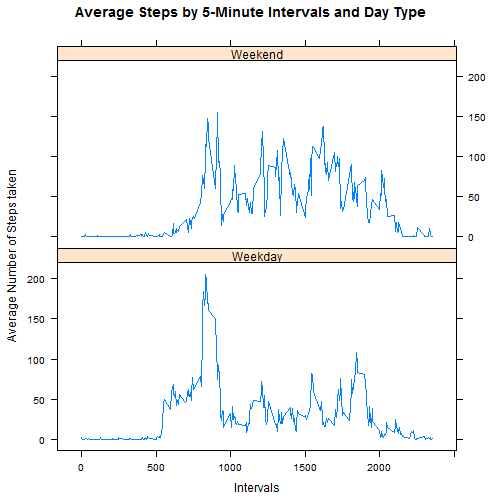 Average Steps by 5-Minute Intervals and Day Type
Weekend
200
150
100
50
0
Weekday
200
150
100
50
0
0 500 1000 1500 2000
Average Number of Steps taken
Intervals